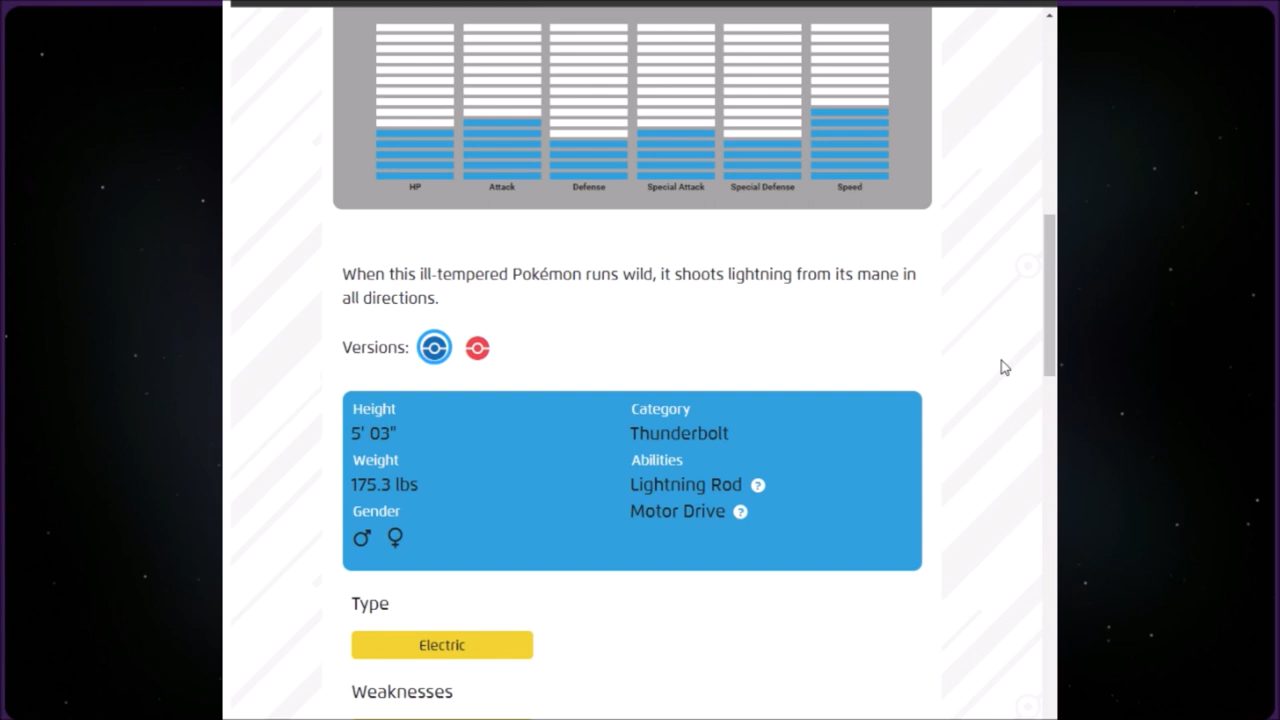 HP Attack Defense Special Attack Special Defense Speed
When this ill-tempered Pokémon runs wild, it shoots lightning from its mane in
all directions.
Versions:
Height
5' 03"
Weight
175.3 lbs
Gender
Category
Thunderbolt
Abilities
Lightning Rod ?
Motor Drive ?
Type
Electric
Weaknesses